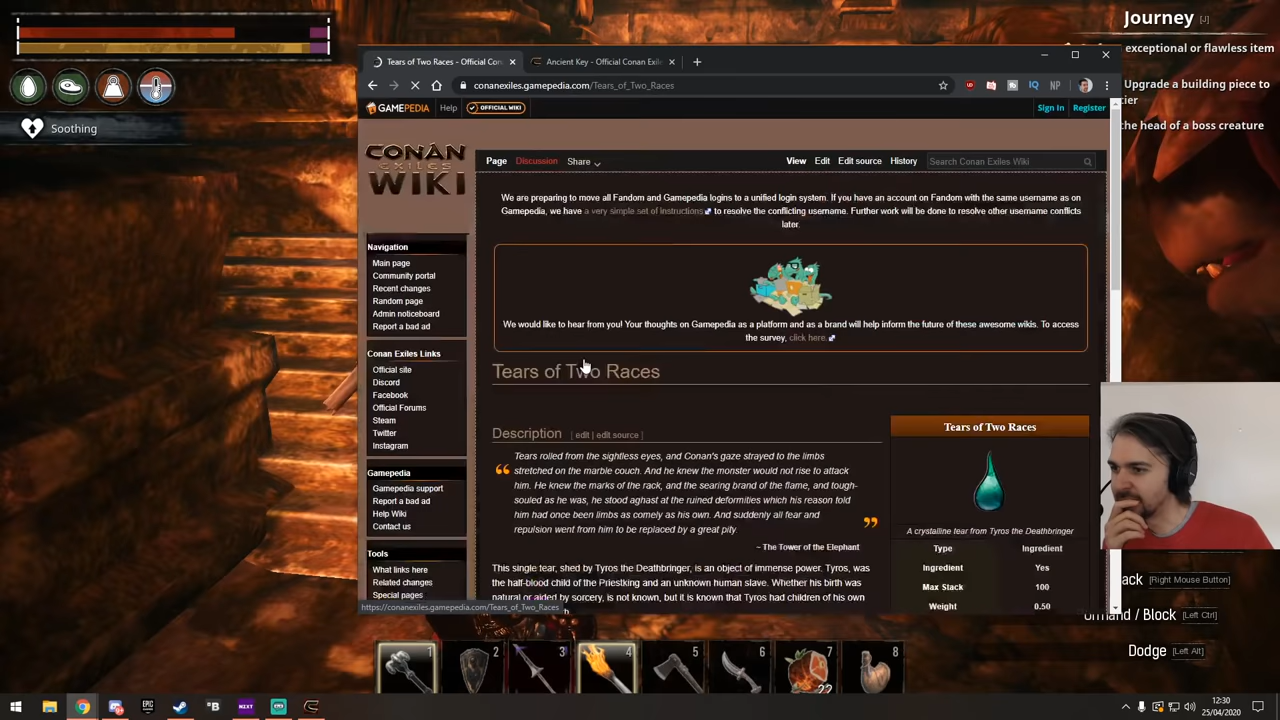 Journey [J]
exceptional or flawless item
Upgrade a building piece to
tier
the head of a boss creature
Soothing
Tears of Two Races - Official Con
Ancient Key - Official Conan Exile
conanexiles.gamepedia.com/Tears_of_Two_Races
IQ
NP
GAMEPEDIA
Help
OFFICIAL WIKI
Sign In
Register
CONAN
EXILES
WIKI
Page
Discussion
Share
View
Edit
Edit source
History
Search Conan Exiles Wiki
We are preparing to move all Fandom and Gamepedia logins to a unified login system. If you have an account on Fandom with the same username as on
Gamepedia, we have a very simple set of instructions to resolve the conflicting username. Further work will be done to resolve other username conflicts
later.
We would like to hear from you! Your thoughts on Gamepedia as a platform and as a brand will help inform the future of these awesome wikis. To access
the survey, click here.
Navigation
Main page
Community portal
Recent changes
Random page
Admin noticeboard
Report a bad ad
Conan Exiles Links
Official site
Discord
Facebook
Official Forums
Steam
Twitter
Instagram
Gamepedia
Gamepedia support
Report a bad ad
Help Wiki
Contact us
Tools
What links here
Related changes
Special pages
Tears of Two Races
Description [ edit | edit source ]
Tears rolled from the sightless eyes, and Conan's gaze strayed to the limbs
stretched on the marble couch. And he knew the monster would not rise to attack
him. He knew the marks of the rack, and the searing brand of the flame, and tough-
souled as he was, he stood aghast at the ruined deformities which his reason told
him had once been limbs as comely as his own. And suddenly all fear and
repulsion went from him to be replaced by a great pity.
– The Tower of the Elephant
This single tear, shed by Tyros the Deathbringer, is an object of immense power. Tyros, was
the half-blood child of the Priestking and an unknown human slave. Whether his birth was
natural or aided by sorcery, is not known, but it is known that Tyros had children of his own
Tears of Two Races
A crystalline tear from Tyros the Deathbringer
Type Ingredient
Ingredient Yes
Max Stack 100
Weight 0.50
https://conanexiles.gamepedia.com/Tears_of_Two_Races
[Right Mouse Button]
/ Block [Left Ctrl]
Dodge [Left Alt]
1
2
3
4
5
6
7
8
22
EPIC
B
NZXT
12:30
25/04/2020